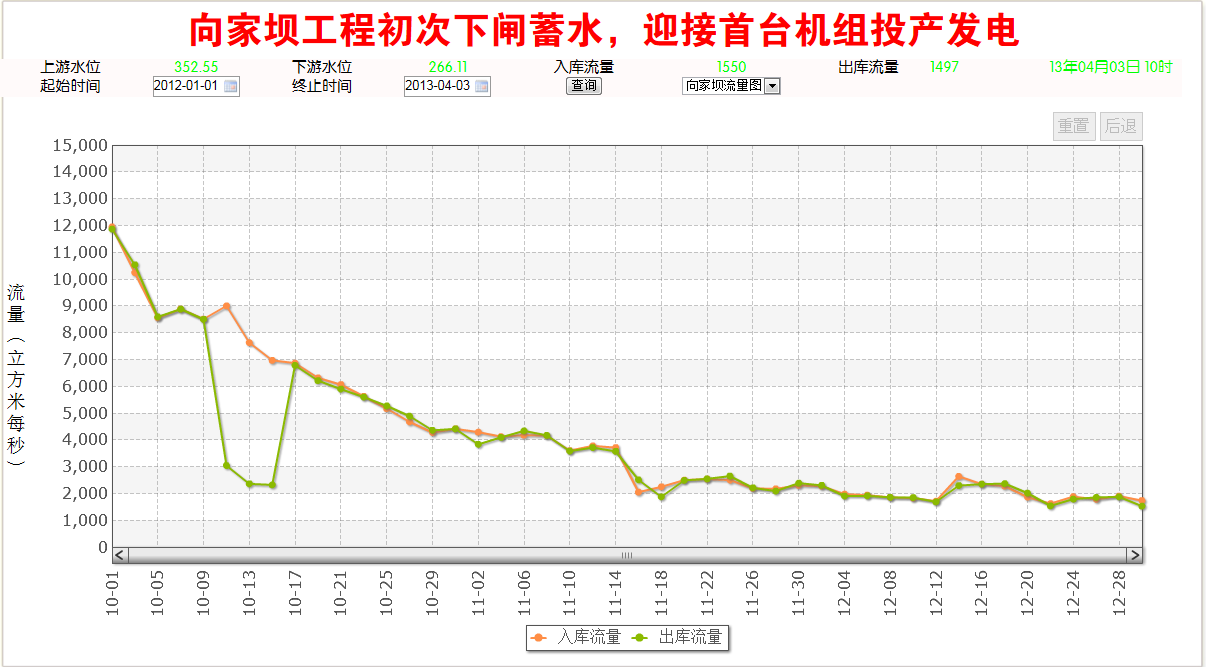 向家坝工程初次下闸蓄水，迎接首台机组投产发电
上游水位 352.55 下游水位 266.11 入库流量 1550 出库流量 1497 13年04月03日 10时
起始时间 2012-01-01 终止时间 2013-04-03 查询 向家坝流量图
重置 后退
15,000
14,000
13,000
12,000
11,000
10,000
9,000
8,000
7,000
6,000
5,000
4,000
3,000
2,000
1,000
0
流量（立方米每秒）
10-01 10-05 10-09 10-13 10-17 10-21 10-25 10-29 11-02 11-06 11-10 11-14 11-18 11-22 11-26 11-30 12-04 12-08 12-12 12-16 12-20 12-24 12-28
入库流量 出库流量